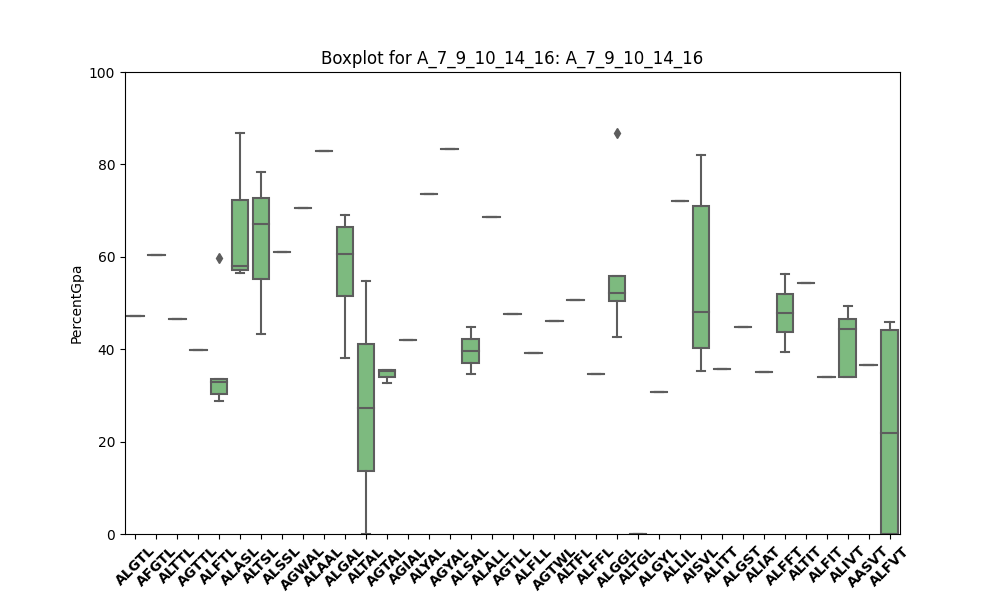 Boxplot for A_7_9_10_14_16: A_7_9_10_14_16
PercentGpa
100
80
60
40
20
0
ALGTL
AFGTL
ALTTL
AGTTL
ALFTL
ALASL
ALTSL
ALSSL
AGWAL
ALAAL
ALGAL
ALTAL
AGTAL
AGIAL
ALYAL
AGYAL
ALSAL
ALALL
AGTLL
ALFLL
AGTWL
ALTFL
ALFFL
ALGGL
ALTGL
ALGYL
ALLIL
AISVL
ALITT
ALGST
ALIAT
ALFFT
ALTIT
ALFIT
ALIVT
AASVT
ALFVT